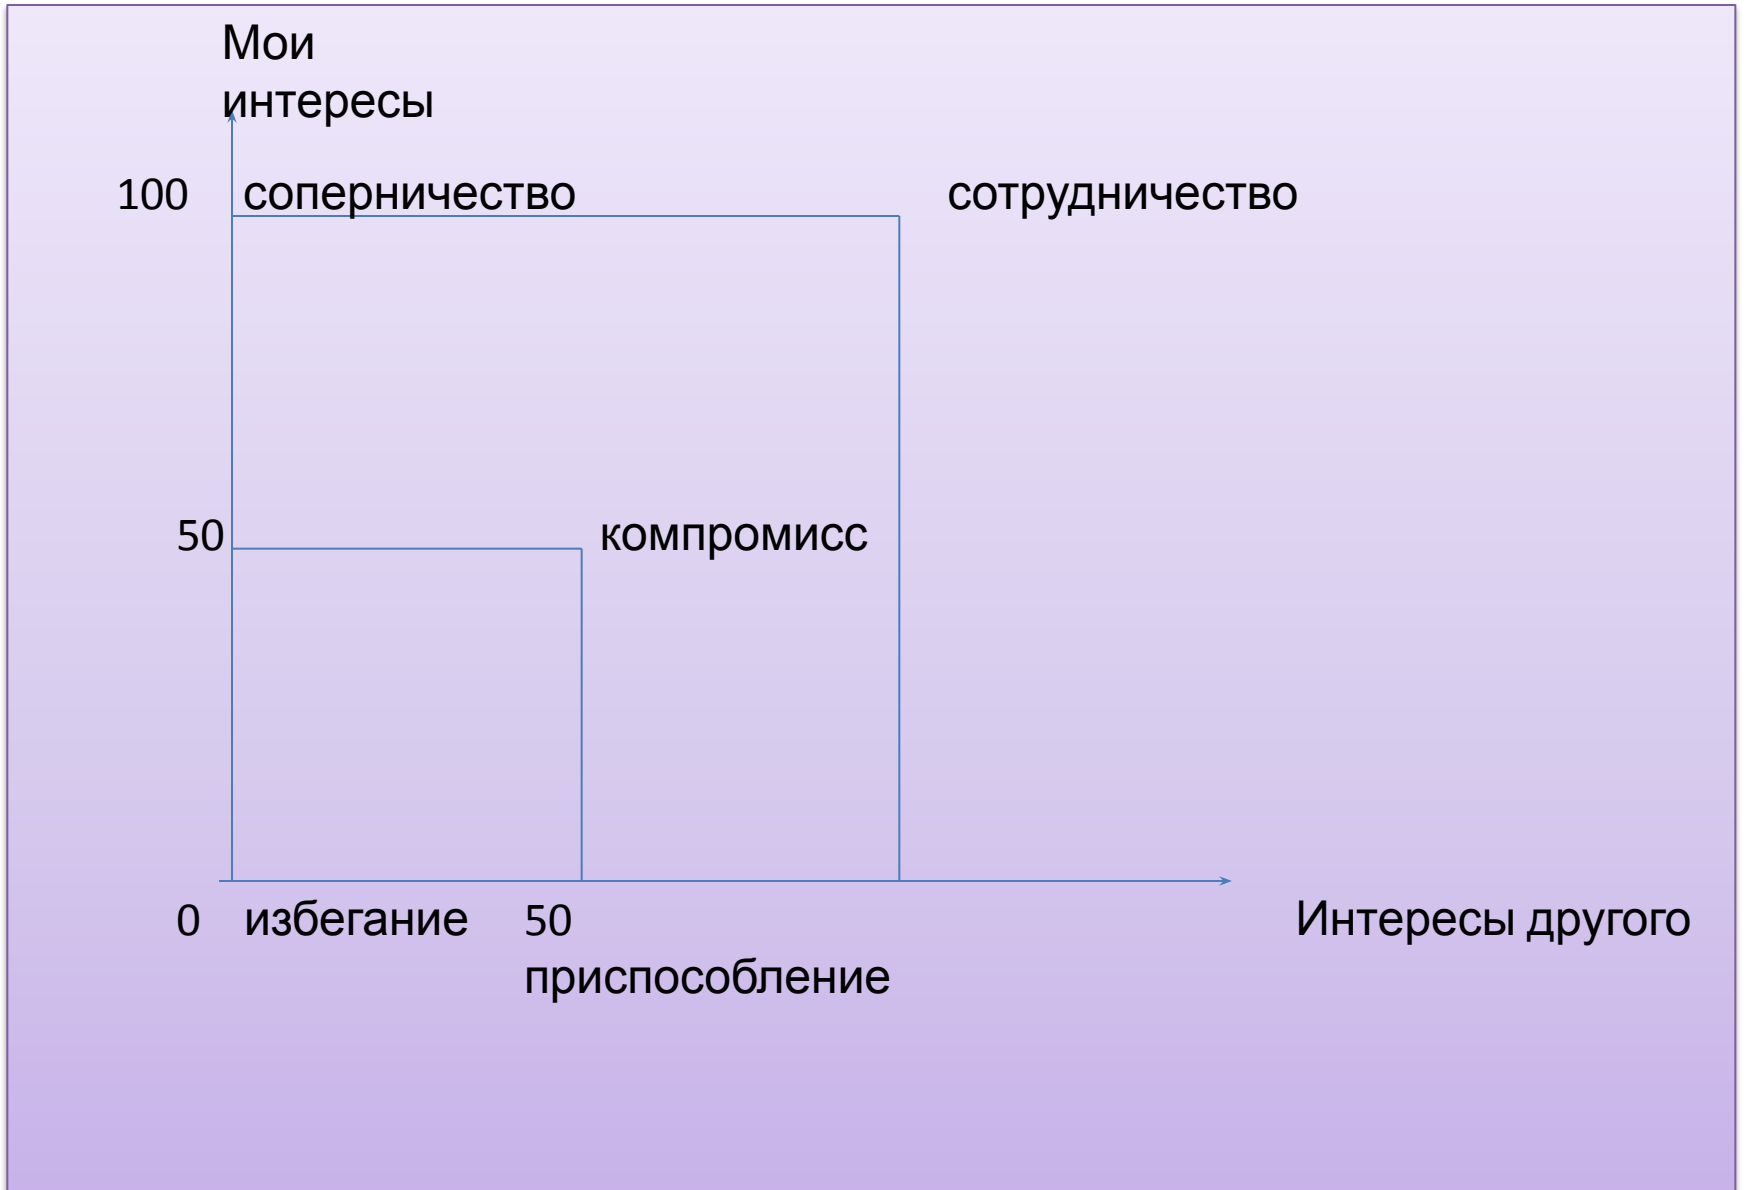 Мои
интересы
100 соперничество сотрудничество
50 компромисс
0 избегание 50 Интересы другого
приспособление